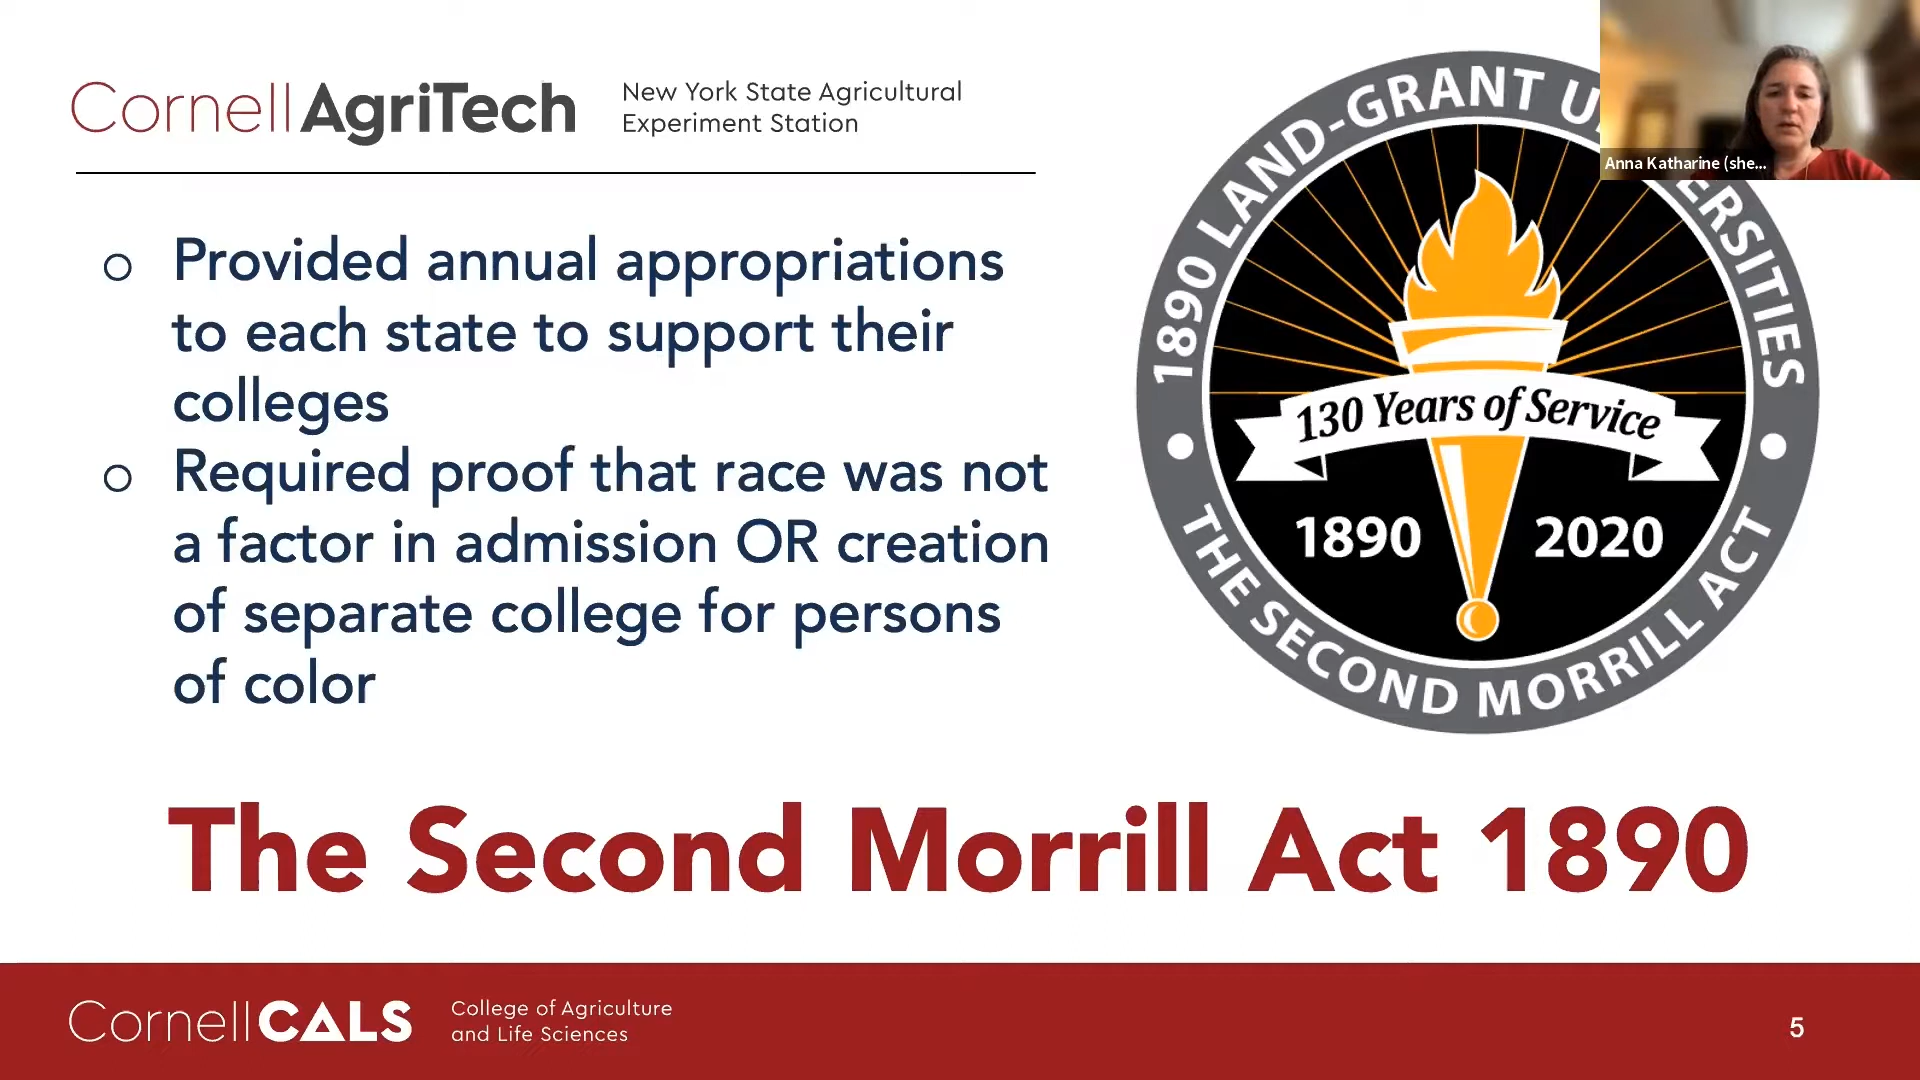 Cornell AgriTech
New York State Agricultural
Experiment Station
Anna Katharine (she...
o Provided annual appropriations
to each state to support their
colleges
o Required proof that race was not
a factor in admission OR creation
of separate college for persons
of color
1890 LAND-GRANT U ERSITIES
130 Years of Service
1890 2020
THE SECOND MORRILL ACT
The Second Morrill Act 1890
Cornell CALS
College of Agriculture
and Life Sciences
5